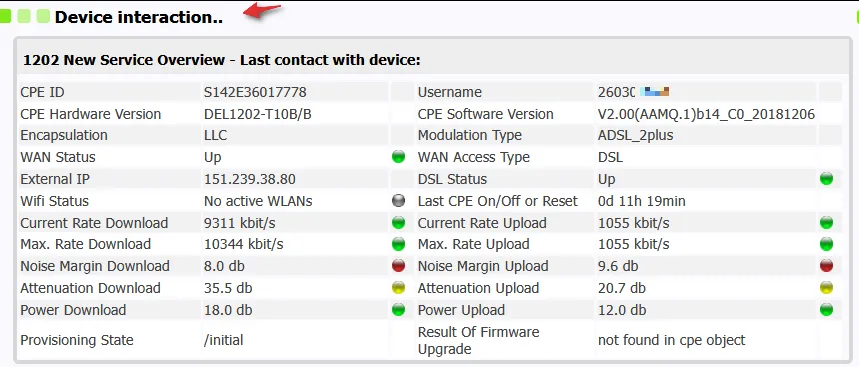 Device interaction..
1202 New Service Overview - Last contact with device:
CPE ID S142E36017778 Username 26030
CPE Hardware Version DEL1202-T10B/B CPE Software Version V2.00(AAMQ.1)b14_C0_20181206
Encapsulation LLC Modulation Type ADSL_2plus
WAN Status Up WAN Access Type DSL
External IP 151.239.38.80 DSL Status Up
Wifi Status No active WLANs Last CPE On/Off or Reset 0d 11h 19min
Current Rate Download 9311 kbit/s Current Rate Upload 1055 kbit/s
Max. Rate Download 10344 kbit/s Max. Rate Upload 1055 kbit/s
Noise Margin Download 8.0 db Noise Margin Upload 9.6 db
Attenuation Download 35.5 db Attenuation Upload 20.7 db
Power Download 18.0 db Power Upload 12.0 db
Provisioning State /initial Result Of Firmware Upgrade not found in cpe object